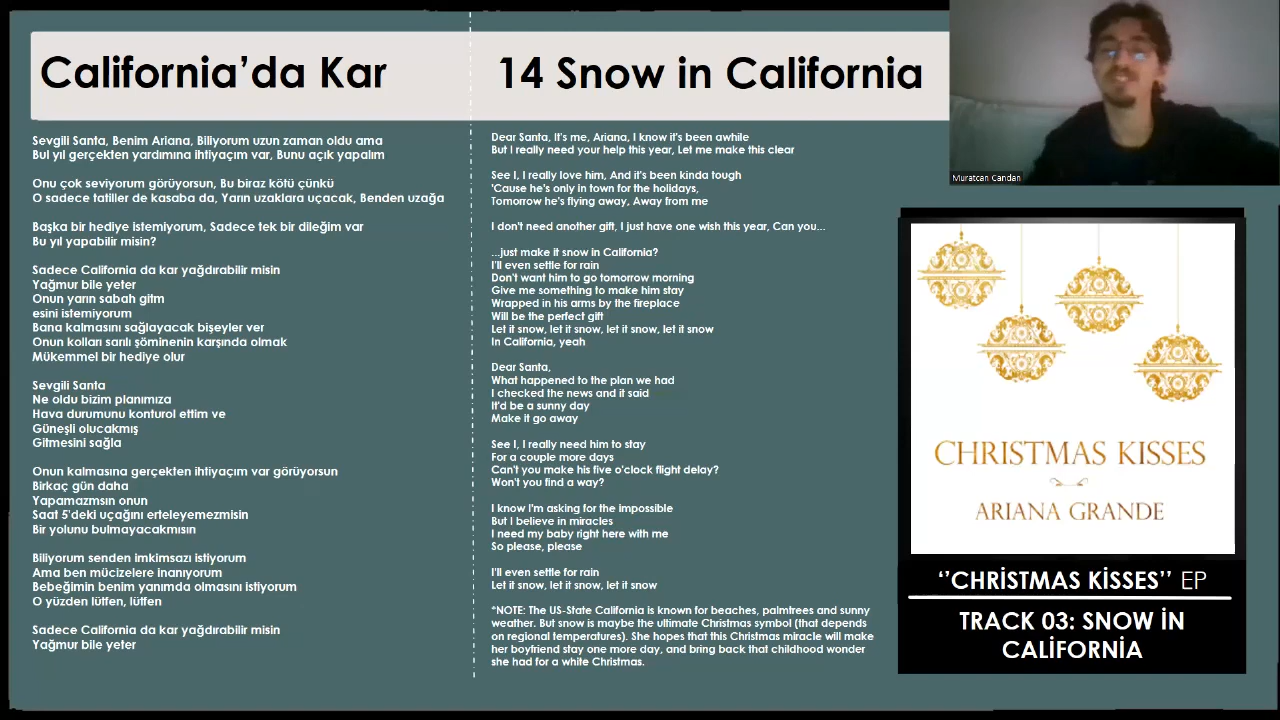 California’da Kar
Sevgili Santa, Benim Ariana, Biliyorum uzun zaman oldu ama
Bul yıl gerçekten yardımına ihtiyacım var, Bunu açık yapalım
Onu çok seviyorum görüyorsun, Bu biraz kötü çünkü
O sadece tatiller de kasaba da, Yarın uzaklara uçacak, Benden uzağa
Başka bir hediye istemiyorum, Sadece tek bir dileğim var
Bu yıl yapabilir misin?
Sadece California da kar yağdırabilir misin
Yağmur bile yeter
Onun yarın sabah gitm
esini istemiyorum
Bana kalmasını sağlayacak bişeyler ver
Onun kolları sarılı şöminenin karşında olmak
Mükemmel bir hediye olur
Sevgili Santa
Ne oldu bizim planımıza
Hava durumunu konturol ettim ve
Güneşli olucakmış
Gitmesini sağla
Onun kalmasına gerçekten ihtiyacım var görüyorsun
Birkaç gün daha
Yapamazmsın onun
Saat 5'deki uçağını erteleyemezmisin
Bir yolunu bulmayacakmısın
Biliyorum senden imkimsazı istiyorum
Ama ben mücizelere inanıyorum
Bebeğimin benim yanımda olmasını istiyorum
O yüzden lütfen, lütfen
Sadece California da kar yağdırabilir misin
Yağmur bile yeter
14 Snow in California
Dear Santa, It's me, Ariana, I know it's been awhile
But I really need your help this year, Let me make this clear
See I, I really love him, And it's been kinda tough
'Cause he's only in town for the holidays,
Tomorrow he's flying away, Away from me
I don't need another gift, I just have one wish this year, Can you...
...just make it snow in California?
I'll even settle for rain
Don't want him to go tomorrow morning
Give me something to make him stay
Wrapped in his arms by the fireplace
Will be the perfect gift
Let it snow, let it snow, let it snow, let it snow
In California, yeah
Dear Santa,
What happened to the plan we had
I checked the news and it said
It'd be a sunny day
Make it go away
See I, I really need him to stay
For a couple more days
Can't you make his five o'clock flight delay?
Won't you find a way?
I know I'm asking for the impossible
But I believe in miracles
I need my baby right here with me
So please, please
I'll even settle for rain
Let it snow, let it snow, let it snow
*NOTE: The US-State California is known for beaches, palmtrees and sunny
weather. But snow is maybe the ultimate Christmas symbol (that depends
on regional temperatures). She hopes that this Christmas miracle will make
her boyfriend stay one more day, and bring back that childhood wonder
she had for a white Christmas.
Muratcan Candan
CHRISTMAS KISSES
ARIANA GRANDE
‘’CHRİSTMAS KİSSES’’ EP
TRACK 03: SNOW İN
CALİFORNİA